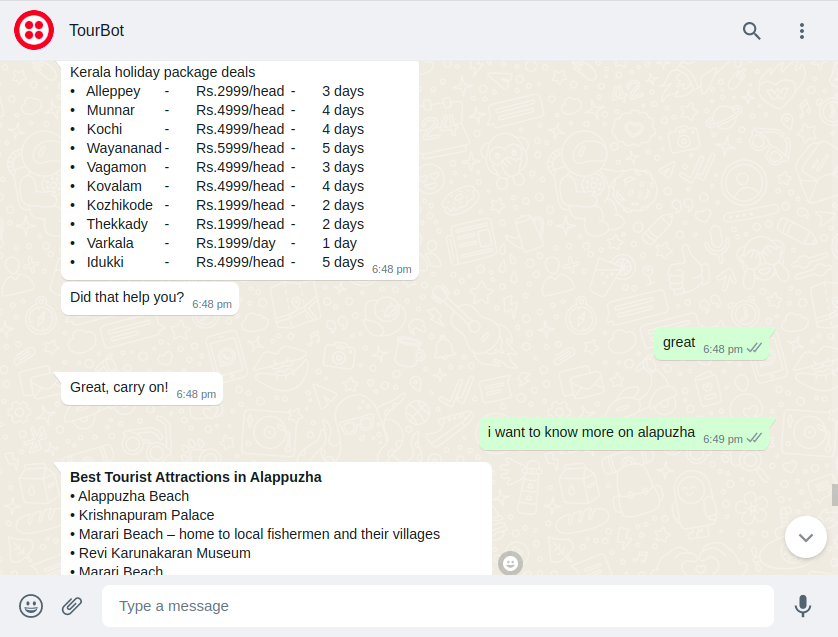 TourBot
Kerala holiday package deals
• Alleppey - Rs.2999/head - 3 days
• Munnar - Rs.4999/head - 4 days
• Kochi - Rs.4999/head - 4 days
• Wayananad - Rs.5999/head - 5 days
• Vagamon - Rs.4999/head - 3 days
• Kovalam - Rs.4999/head - 4 days
• Kozhikode - Rs.1999/head - 2 days
• Thekkady - Rs.1999/head - 2 days
• Varkala - Rs.1999/day - 1 day
• Idukki - Rs.4999/head - 5 days 6:48 pm
Did that help you? 6:48 pm
great 6:48 pm
Great, carry on! 6:48 pm
i want to know more on alapuzha 6:49 pm
Best Tourist Attractions in Alappuzha
• Alappuzha Beach
• Krishnapuram Palace
• Marari Beach – home to local fishermen and their villages
• Revi Karunakaran Museum
• Marari Beach
Type a message